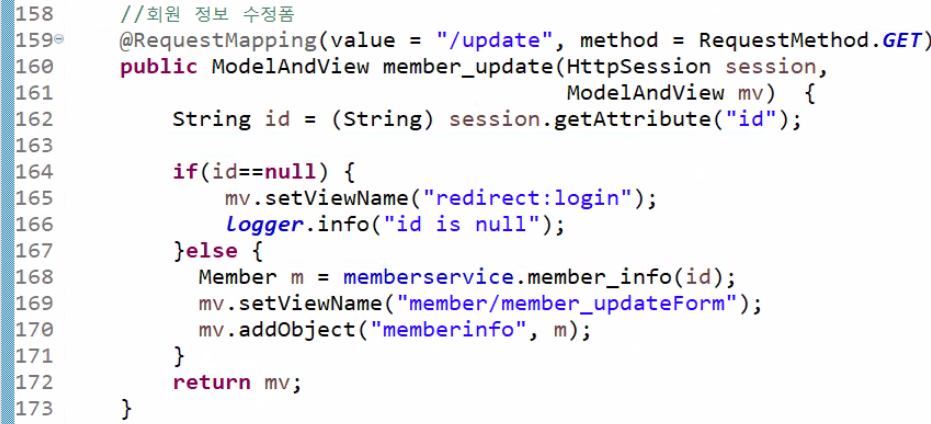 158 //회원 정보 수정폼
159 @RequestMapping(value = "/update", method = RequestMethod.GET)
160 public ModelAndView member_update(HttpSession session,
161 ModelAndView mv) {
162 String id = (String) session.getAttribute("id");
163
164 if(id==null) {
165 mv.setViewName("redirect:login");
166 logger.info("id is null");
167 }else {
168 Member m = memberservice.member_info(id);
169 mv.setViewName("member/member_updateForm");
170 mv.addObject("memberinfo", m);
171 }
172 return mv;
173 }